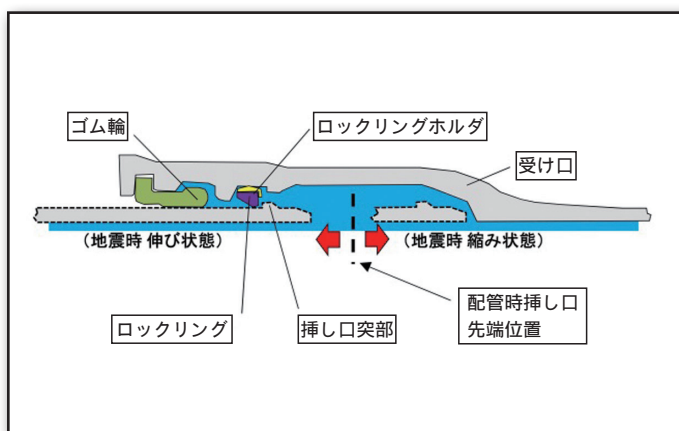 ゴム輪
ロックリングホルダ
受け口
(地震時 伸び状態)
(地震時 縮み状態)
ロックリング
挿し口突部
配管時挿し口
先端位置